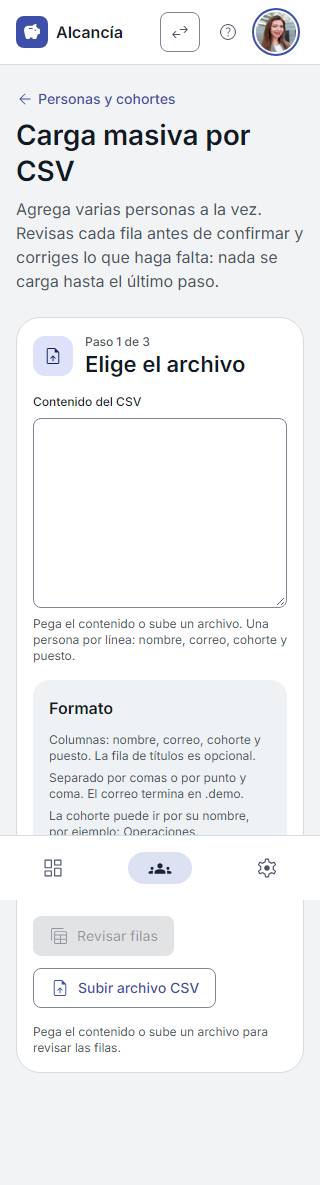 Alcancía
Personas y cohortes
Carga masiva por
CSV
Agrega varias personas a la vez.
Revisas cada fila antes de confirmar y
corriges lo que haga falta: nada se
carga hasta el último paso.
Paso 1 de 3
Elige el archivo
Contenido del CSV
Pega el contenido o sube un archivo. Una
persona por línea: nombre, correo, cohorte y
puesto.
Formato
Columnas: nombre, correo, cohorte y
puesto. La fila de títulos es opcional.
Separado por comas o por punto y
coma. El correo termina en .demo.
La cohorte puede ir por su nombre,
por ejemplo: Operaciones.
Revisar filas
Subir archivo CSV
Pega el contenido o sube un archivo para
revisar las filas.